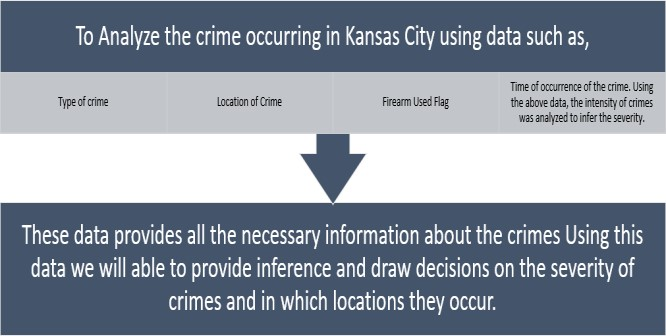 To Analyze the crime occurring in Kansas City using data such as,
Type of crime
Location of Crime
Firearm Used Flag
Time of occurrence of the crime. Using
the above data, the intensity of crimes
was analyzed to infer the severity.
These data provides all the necessary information about the crimes Using this
data we will able to provide inference and draw decisions on the severity of
crimes and in which locations they occur.